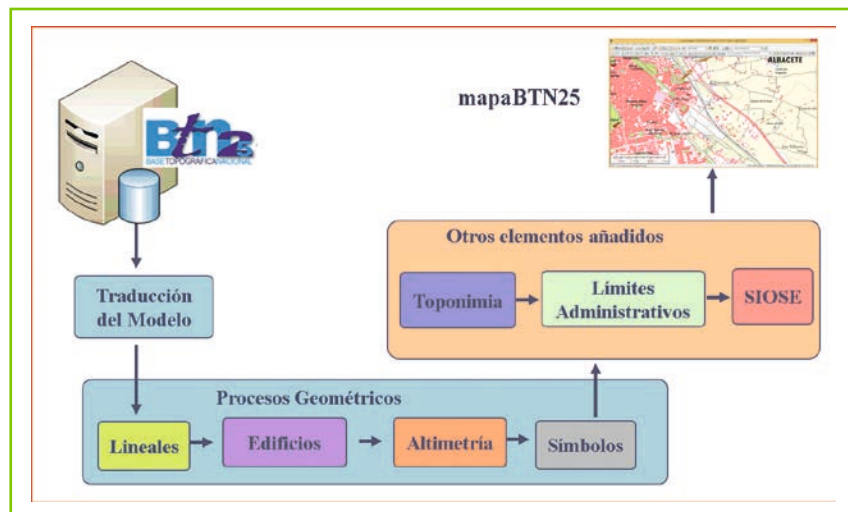 Btn25
BASE TOPOGRÁFICA NACIONAL
mapaBTN25
ALBACETE
Otros elementos añadidos
Toponimia
Límites
Administrativos
SIOSE
Traducción
del Modelo
Procesos Geométricos
Lineales
Edificios
Altimetría
Símbolos